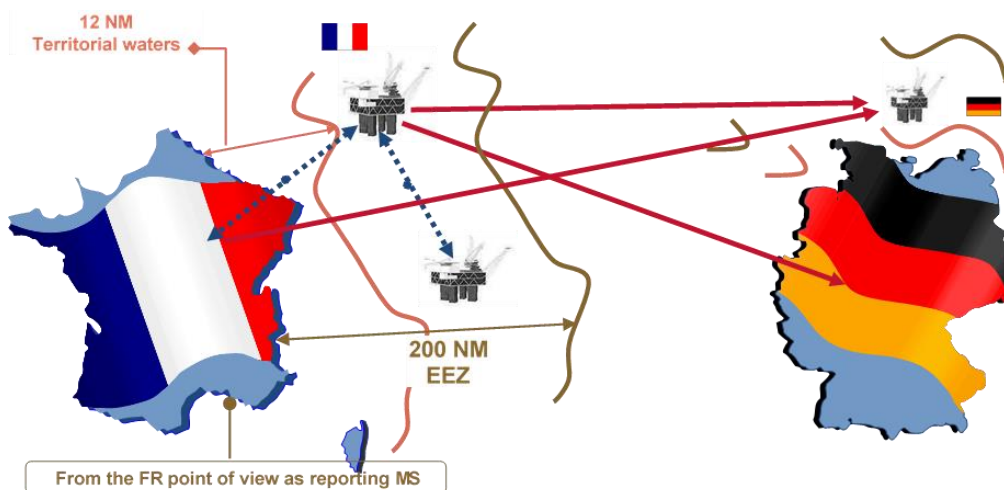 12 NM
Territorial waters
200 NM
EEZ
From the FR point of view as reporting MS